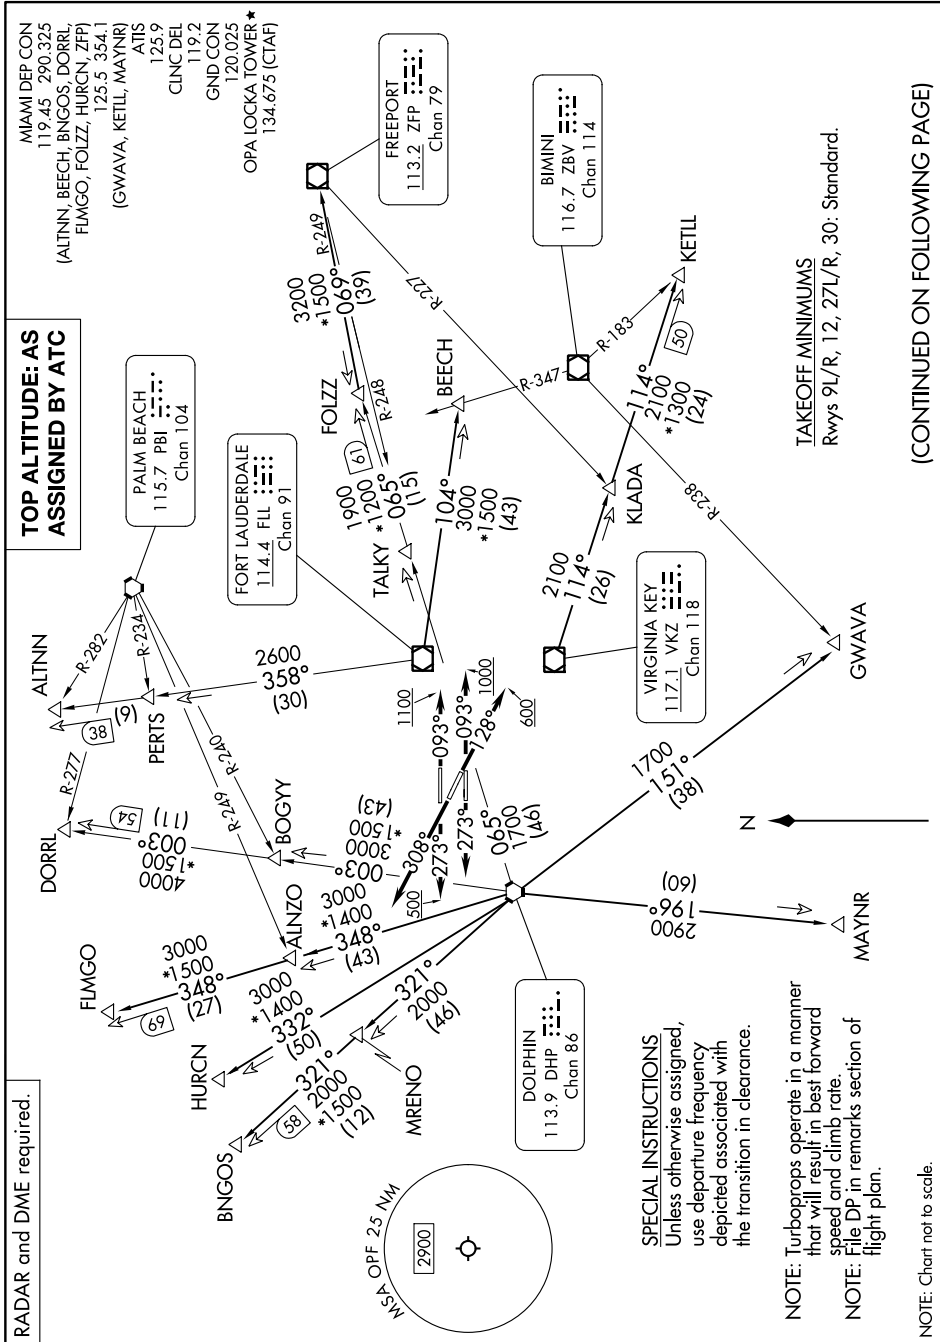 RADAR and DME required.
TOP ALTITUDE: AS
ASSIGNED BY ATC
MIAMI DEP CON
119.45 290.325
(ALTNN, BEECH, BNGOS, DORRL,
FLMGO, FOLZZ, HURCN, ZFP)
125.5 354.1
(GWAVA, KETLL, MAYNR)
ATIS
125.9
CLNC DEL
119.2
GND CON
120.025
OPA LOCKA TOWER★
134.675 (CTAF)
PALM BEACH
115.7 PBI
Chan 104
FORT LAUDERDALE
114.4 FLL
Chan 91
FREEPORT
113.2 ZFP
Chan 79
BIMINI
116.7 ZBV
Chan 114
VIRGINIA KEY
117.1 VKZ
Chan 118
DOLPHIN
113.9 DHP
Chan 86
ALTNN
R-282
R-234
R-277
38
(9)
PERTS
2600
358°
(30)
DORRL
54
4000
*1500
003°
(11)
R-240
R-249
BOGYY
3000
*1500
003°
(43)
FLMGO
69
3000
*1500
348°
(27)
ALNZO
3000
*1400
348°
(43)
HURCN
3000
*1400
332°
(50)
BNGOS
58
321°
2000
*1500
(12)
MRENO
321°
2000
(46)
FOLZZ
3200
*1500
069°
(39)
R-249
R-248
61
1900
*1200
065°
(15)
TALKY
BEECH
104°
3000
*1500
(43)
R-347
R-183
R-227
R-238
KETLL
50
114°
2100
*1300
(24)
KLADA
2100
114°
(26)
GWAVA
1700
151°
(38)
MAYNR
2900
196°
(60)
065°
1700
(46)
1100
093°
1000
093°
600
128°
308°
273°
273°
500
N
MSA OPF 25 NM
2900
SPECIAL INSTRUCTIONS
Unless otherwise assigned,
use departure frequency
depicted associated with
the transition in clearance.
NOTE: Turboprops operate in a manner
that will result in best forward
speed and climb rate.
NOTE: File DP in remarks section of
flight plan.
NOTE: Chart not to scale.
TAKEOFF MINIMUMS
Rwys 9L/R, 12, 27L/R, 30: Standard.
(CONTINUED ON FOLLOWING PAGE)